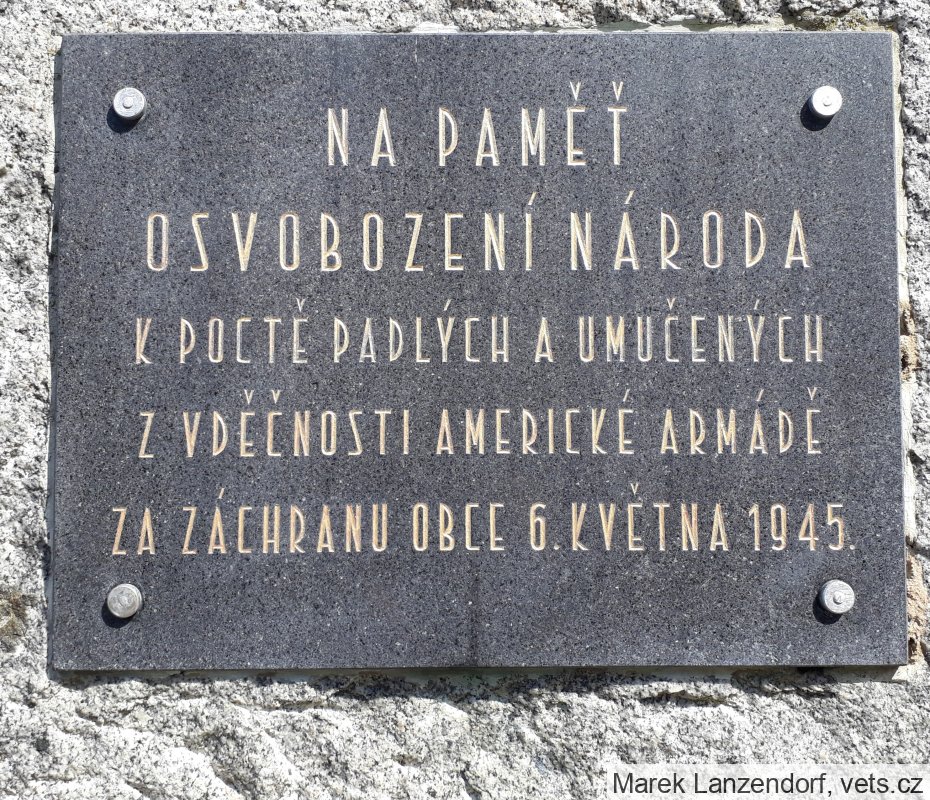 NA PAMĚŤ
OSVOBOZENÍ NÁRODA
K POCTĚ PADLÝCH A UMUČENÝCH
Z VDĚČNOSTI AMERICKÉ ARMÁDĚ
ZA ZÁCHRANU OBCE 6. KVĚTNA 1945.
Marek Lanzendorf, vets.cz